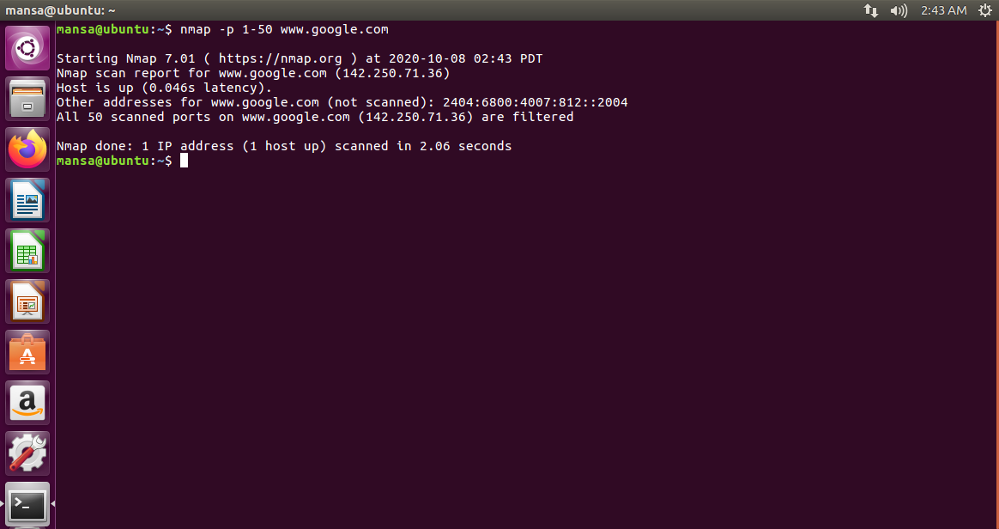 mansa@ubuntu: ~
2:43 AM
mansa@ubuntu:~$ nmap -p 1-50 www.google.com
Starting Nmap 7.01 ( https://nmap.org ) at 2020-10-08 02:43 PDT
Nmap scan report for www.google.com (142.250.71.36)
Host is up (0.046s latency).
Other addresses for www.google.com (not scanned): 2404:6800:4007:812::2004
All 50 scanned ports on www.google.com (142.250.71.36) are filtered
Nmap done: 1 IP address (1 host up) scanned in 2.06 seconds
mansa@ubuntu:~$